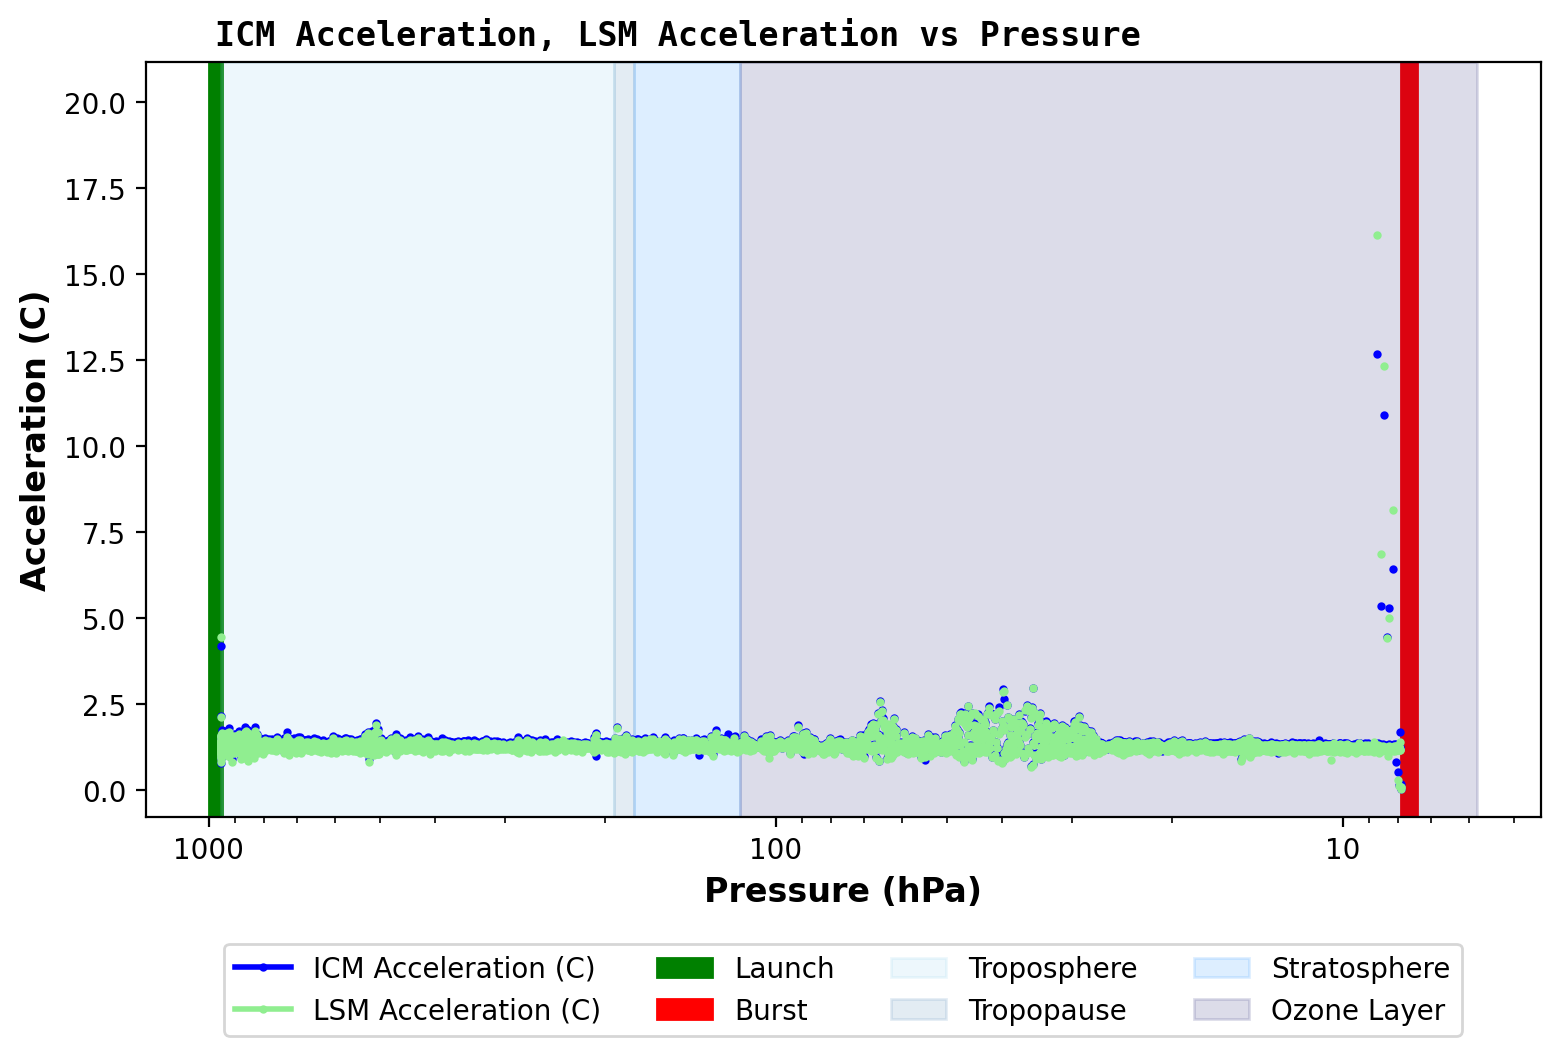 ICM Acceleration, LSM Acceleration vs Pressure
20.0
17.5
15.0
12.5
10.0
7.5
5.0
2.5
0.0
Acceleration (C)
1000 100 10
Pressure (hPa)
ICM Acceleration (C) Launch Troposphere Stratosphere
LSM Acceleration (C) Burst Tropopause Ozone Layer